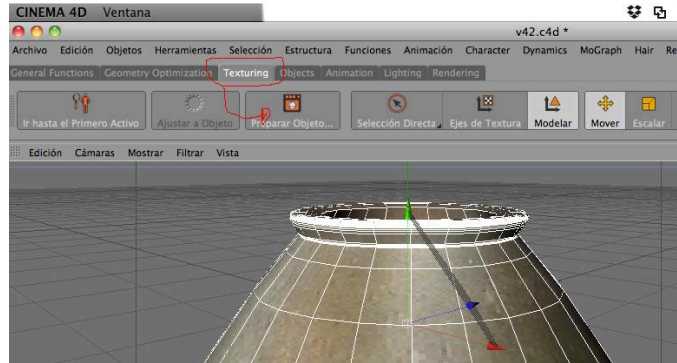 CINEMA 4D Ventana
v42.c4d *
Archivo Edición Objetos Herramientas Selección Estructura Funciones Animación Character Dynamics MoGraph Hair Re
General Functions Geometry Optimization Texturing Objects Animation Lighting Rendering
Ir hasta el Primero Activo Ajustar a Objeto Preparar Objeto... Selección Directa Ejes de Textura Modelar Mover Escalar
Edición Cámaras Mostrar Filtrar Vista